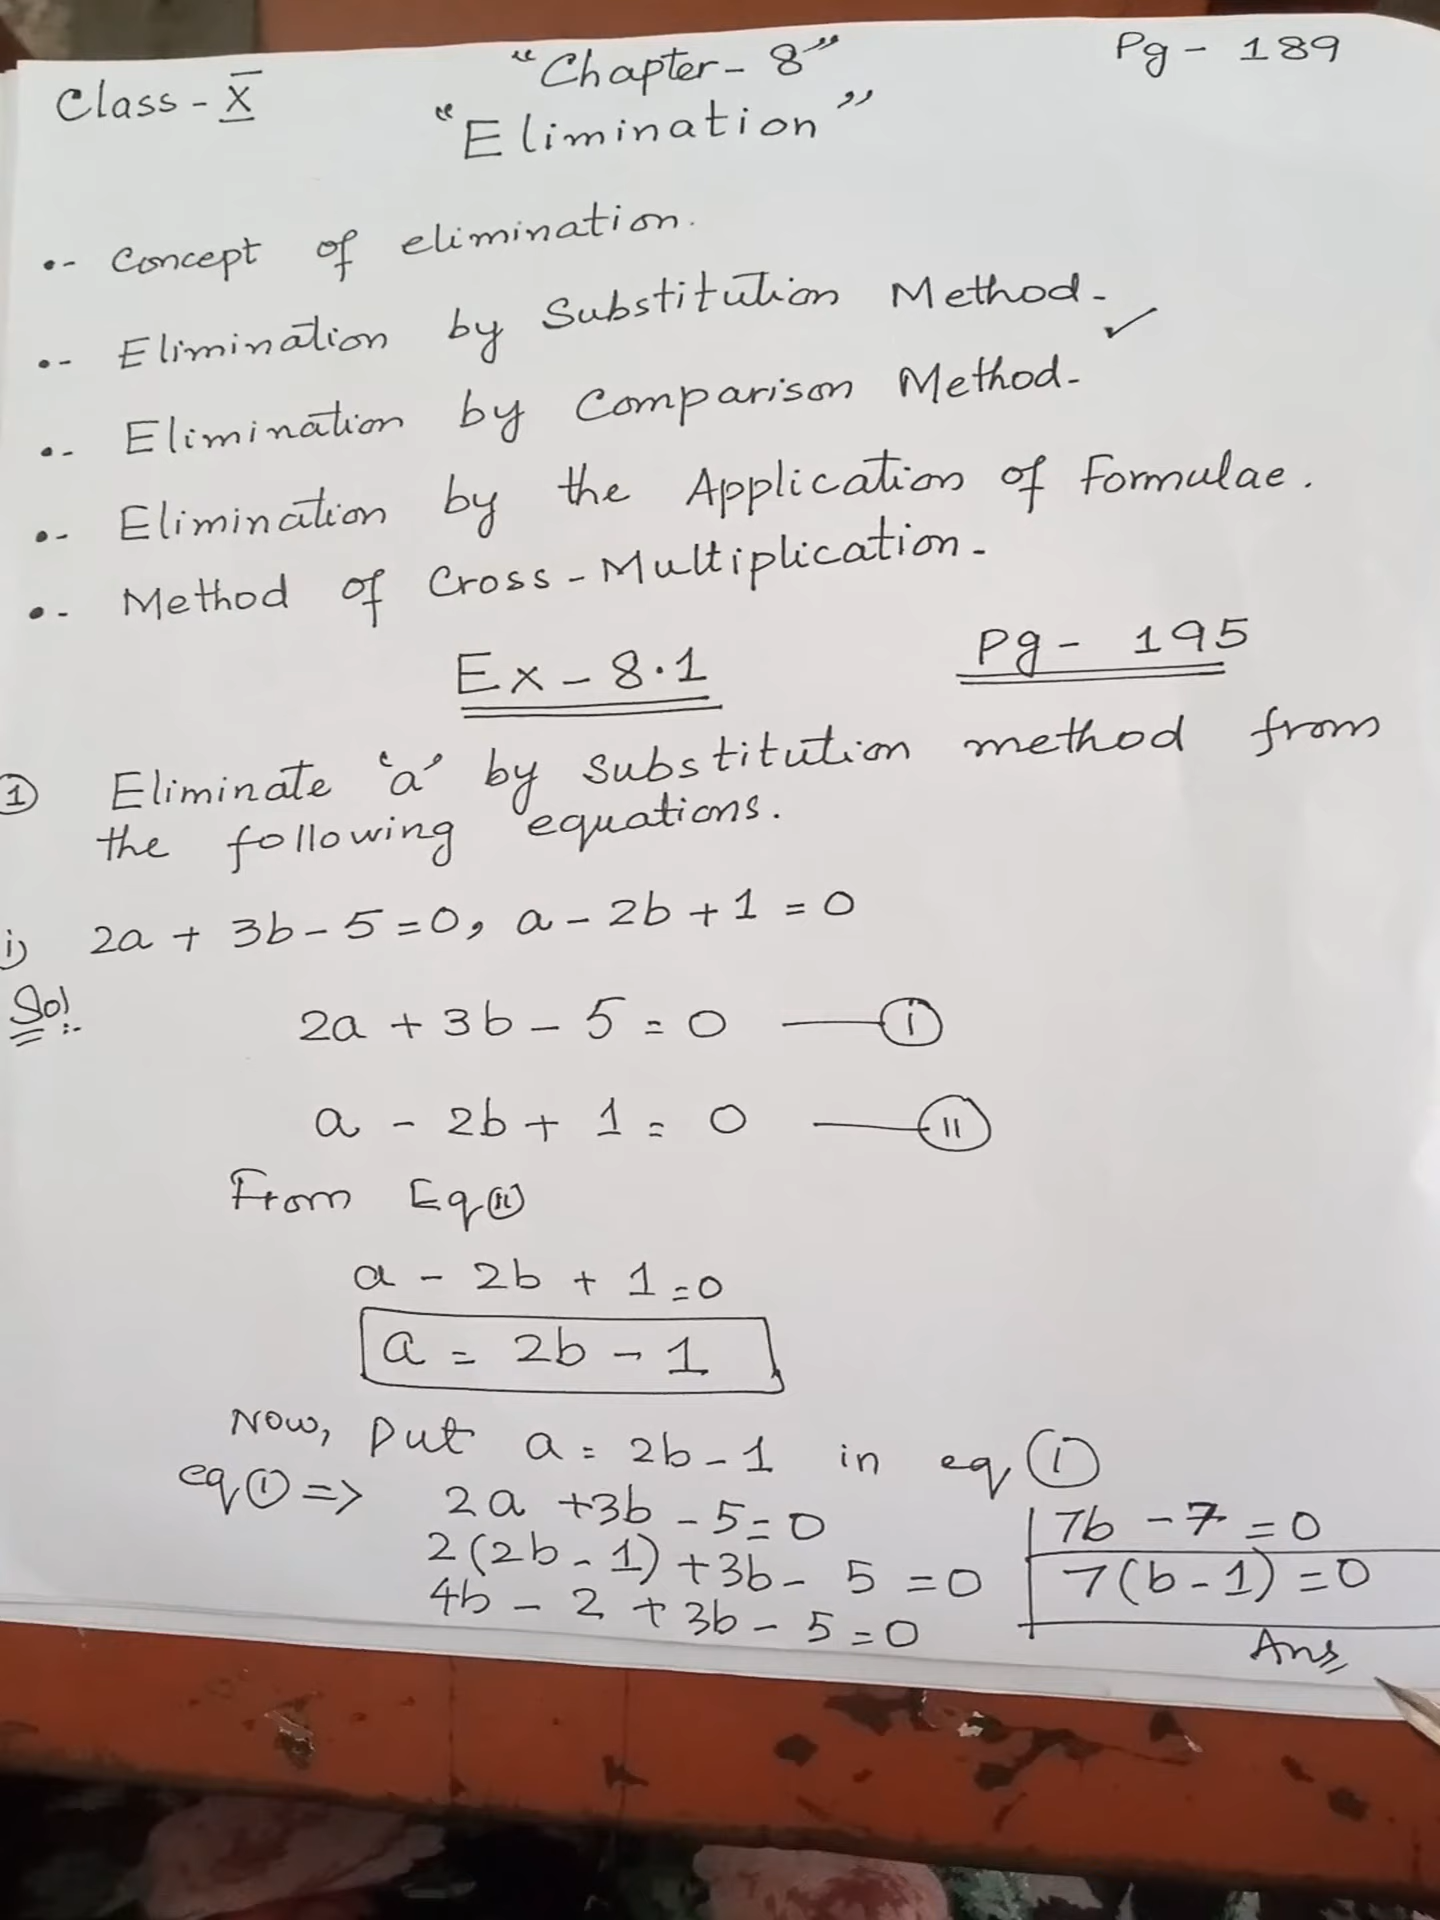 Class - X
"Chapter - 8"
Pg - 189
"Elimination"
•- Concept of elimination.
•- Elimination by Substitution Method-
•- Elimination by Comparison Method-
•- Elimination by the Application of Formulae.
•- Method of Cross-Multiplication-
Ex - 8.1
Pg - 195
① Eliminate 'a' by substitution method from
the following equations.
i) 2a + 3b - 5 = 0, a - 2b + 1 = 0
Sol:-
2a + 3b - 5 = 0 — i
a - 2b + 1 = 0 — ii
From Eq (ii)
a - 2b + 1 = 0
a = 2b - 1
Now, Put a = 2b - 1 in eq (i)
eq (i) => 2a + 3b - 5 = 0
2(2b - 1) + 3b - 5 = 0
4b - 2 + 3b - 5 = 0
7b - 7 = 0
7(b - 1) = 0
Ans